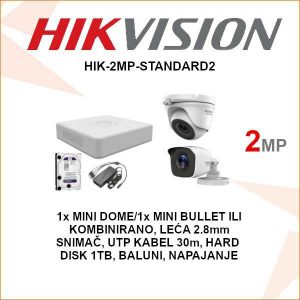 HIKVISION
HIK-2MP-STANDARD2
2MP
1x MINI DOME/1x MINI BULLET ILI
KOMBINIRANO, LEĆA 2.8mm
SNIMAČ, UTP KABEL 30m, HARD
DISK 1TB, BALUNI, NAPAJANJE